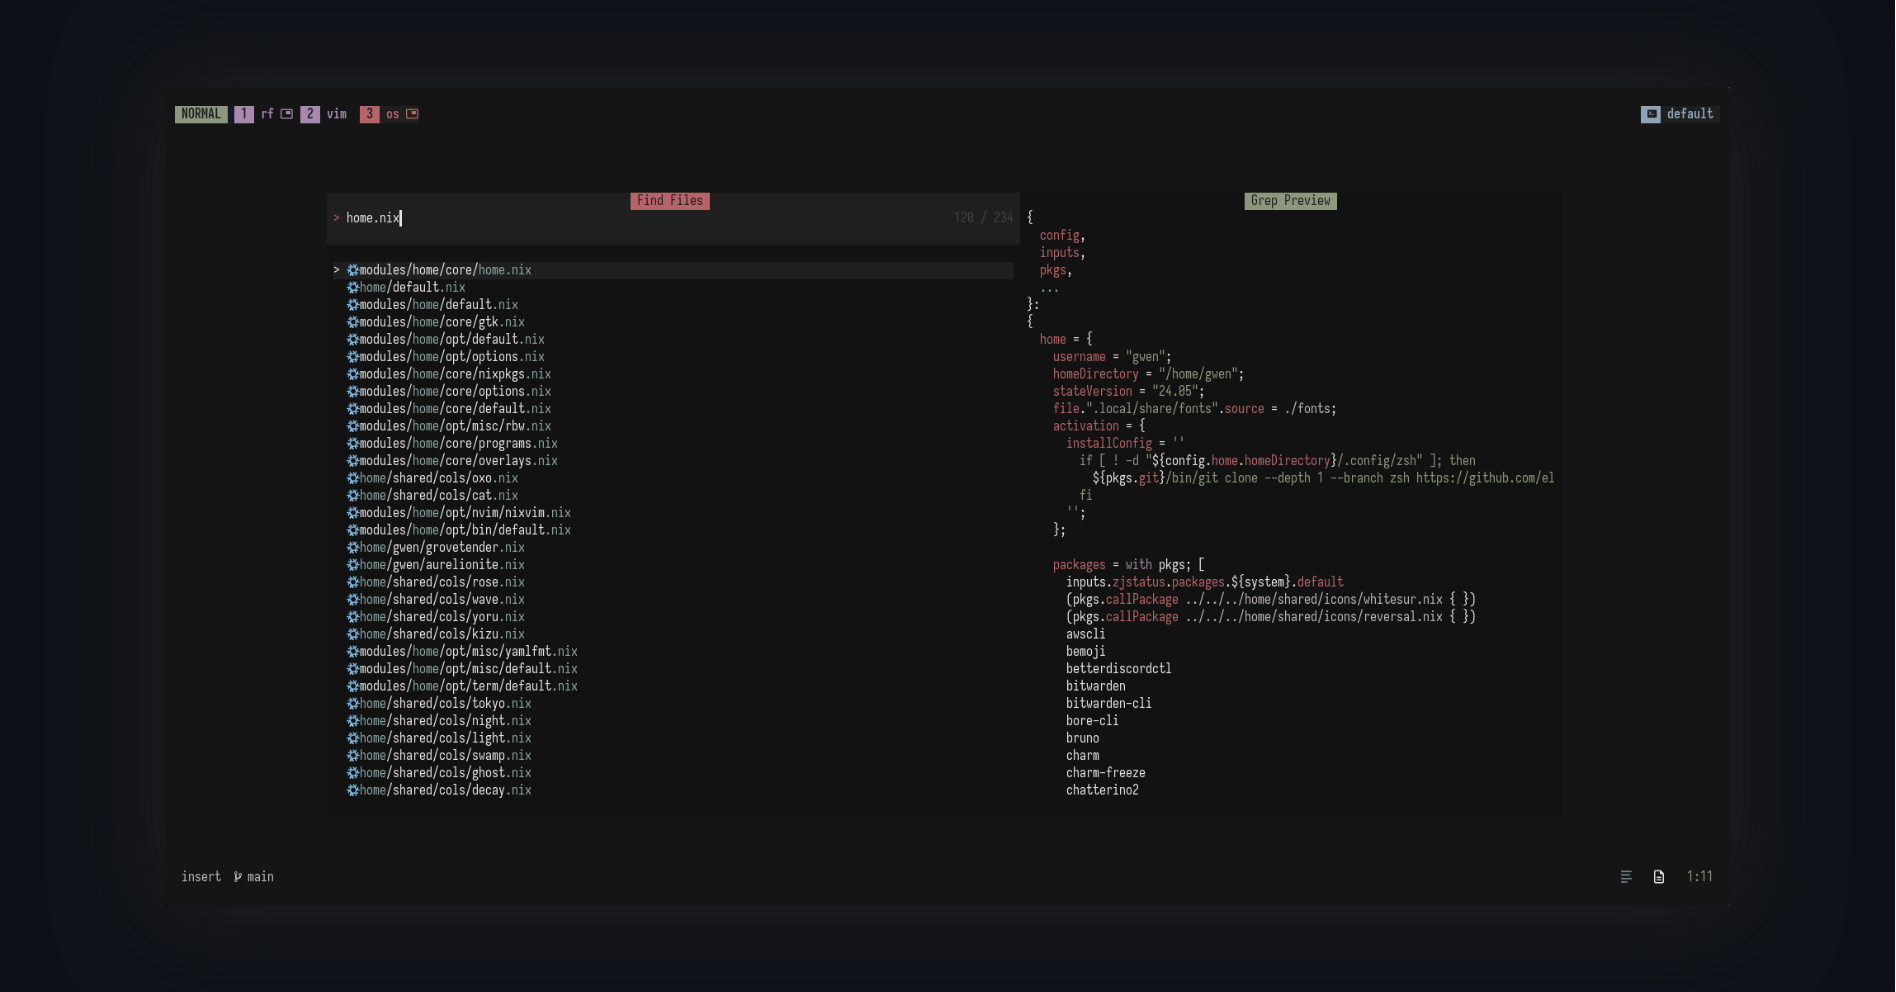 NORMAL 1 rf 2 vim 3 os default
Find Files
> home.nix 120 / 234
> modules/home/core/home.nix
home/default.nix
modules/home/default.nix
modules/home/core/gtk.nix
modules/home/opt/default.nix
modules/home/opt/options.nix
modules/home/core/nixpkgs.nix
modules/home/core/options.nix
modules/home/core/default.nix
modules/home/opt/misc/rbw.nix
modules/home/core/programs.nix
modules/home/core/overlays.nix
home/shared/cols/oxo.nix
home/shared/cols/cat.nix
modules/home/opt/nvim/nixvim.nix
modules/home/opt/bin/default.nix
home/gwen/grovetender.nix
home/gwen/aurelionite.nix
home/shared/cols/rose.nix
home/shared/cols/wave.nix
home/shared/cols/yoru.nix
home/shared/cols/kizu.nix
modules/home/opt/misc/yamlfmt.nix
modules/home/opt/misc/default.nix
modules/home/opt/term/default.nix
home/shared/cols/tokyo.nix
home/shared/cols/night.nix
home/shared/cols/light.nix
home/shared/cols/swamp.nix
home/shared/cols/ghost.nix
home/shared/cols/decay.nix
Grep Preview
{
  config,
  inputs,
  pkgs,
  ...
}:
{
  home = {
    username = "gwen";
    homeDirectory = "/home/gwen";
    stateVersion = "24.05";
    file.".local/share/fonts".source = ./fonts;
    activation = {
      installConfig = ''
        if [ ! -d "${config.home.homeDirectory}/.config/zsh" ]; then
          ${pkgs.git}/bin/git clone --depth 1 --branch zsh https://github.com/el
        fi
      '';
    };
    packages = with pkgs; [
      inputs.zjstatus.packages.${system}.default
      (pkgs.callPackage ../../../home/shared/icons/whitesur.nix { })
      (pkgs.callPackage ../../../home/shared/icons/reversal.nix { })
      awscli
      bemoji
      betterdiscordctl
      bitwarden
      bitwarden-cli
      bore-cli
      bruno
      charm
      charm-freeze
      chatterino2
insert main 1:11